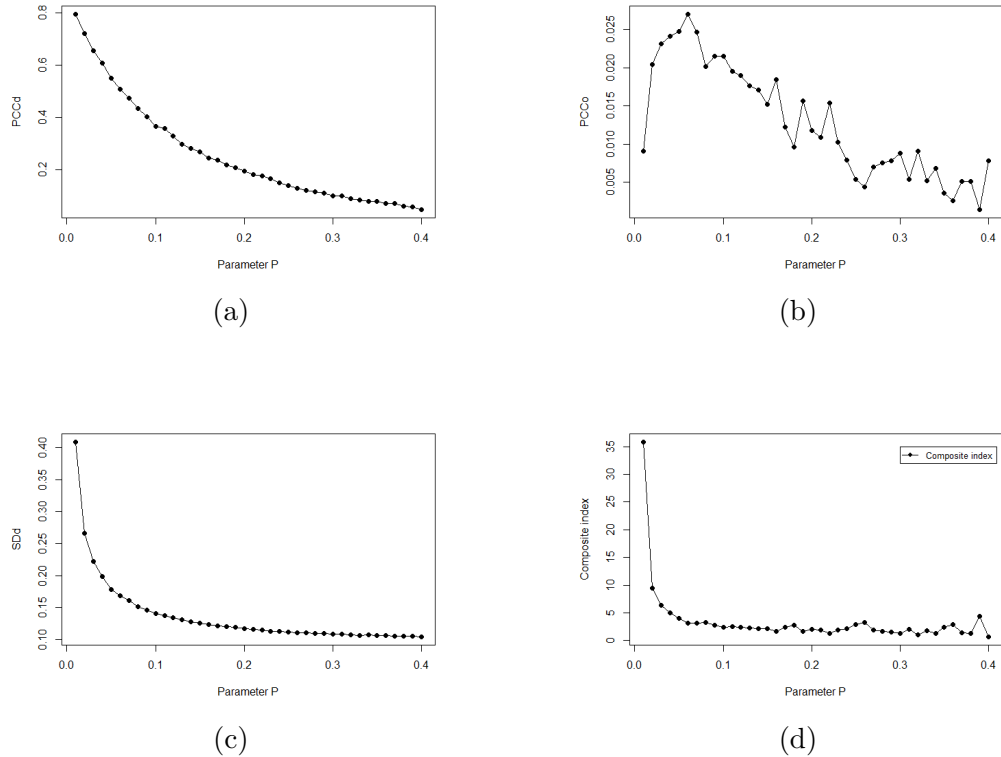 PCCd
0.2 0.4 0.6 0.8
0.0 0.1 0.2 0.3 0.4
Parameter P
(a)
PCCo
0.005 0.010 0.015 0.020 0.025
0.0 0.1 0.2 0.3 0.4
Parameter P
(b)
SDd
0.10 0.15 0.20 0.25 0.30 0.35 0.40
0.0 0.1 0.2 0.3 0.4
Parameter P
(c)
Composite index
0 5 10 15 20 25 30 35
Composite index
0.0 0.1 0.2 0.3 0.4
Parameter P
(d)